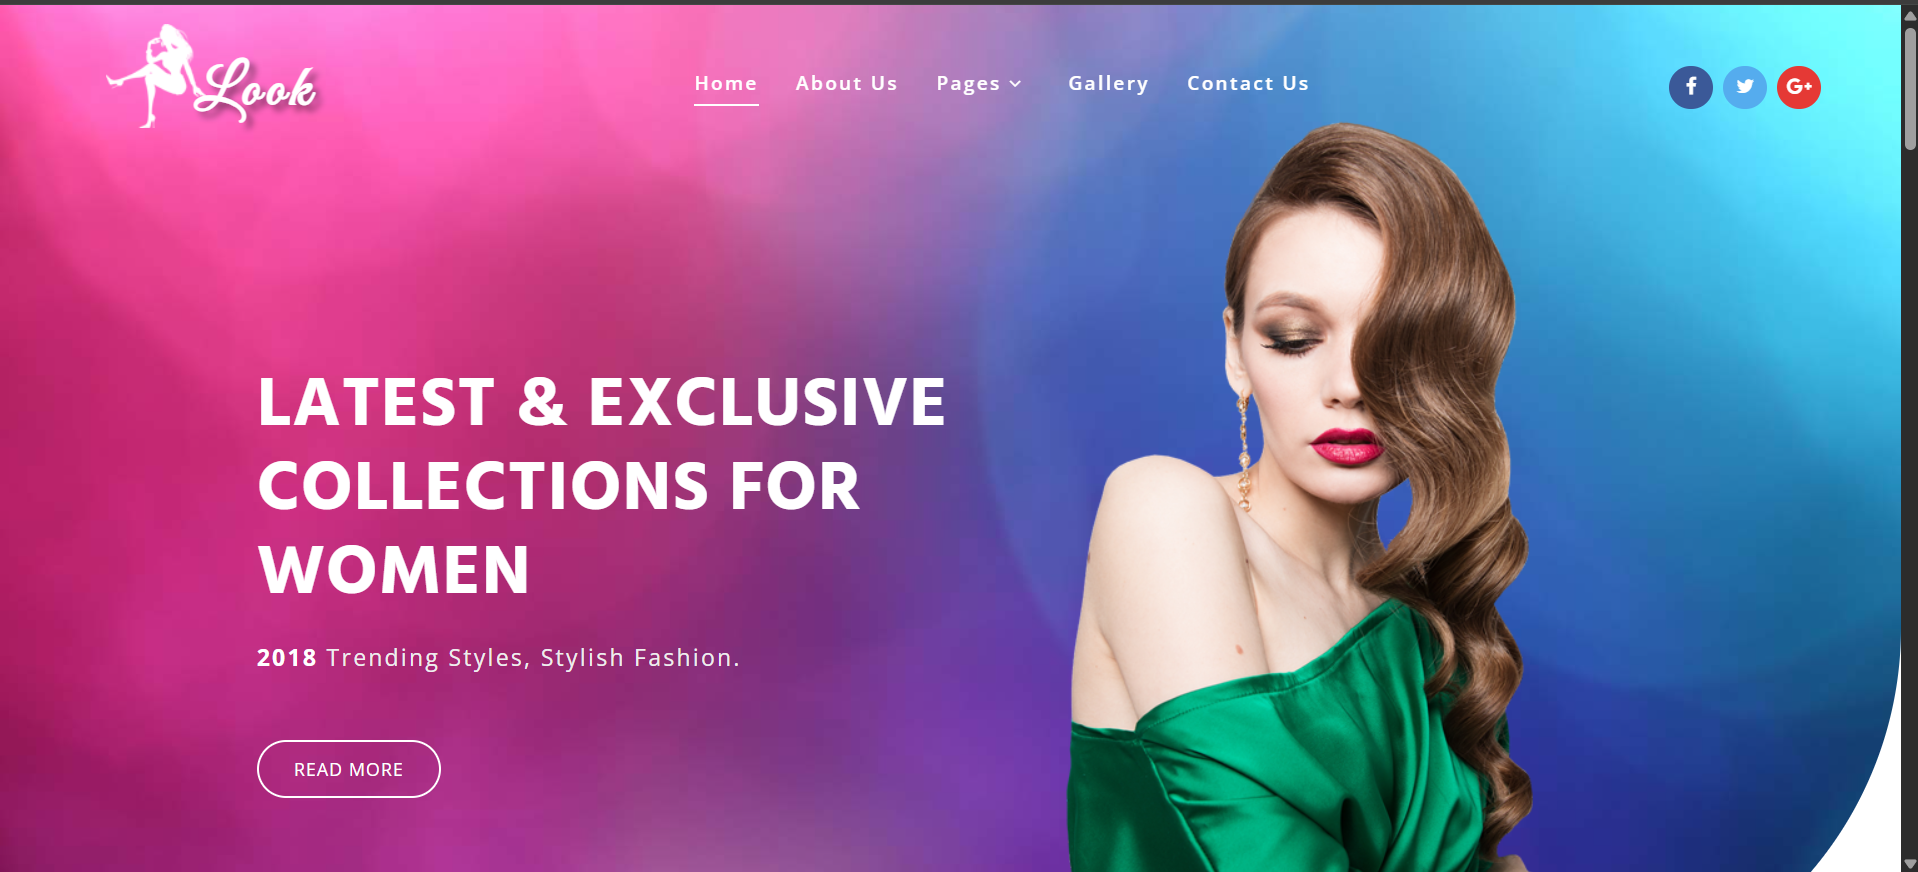 Look
Home About Us Pages Gallery Contact Us
LATEST & EXCLUSIVE
COLLECTIONS FOR
WOMEN
2018 Trending Styles, Stylish Fashion.
READ MORE